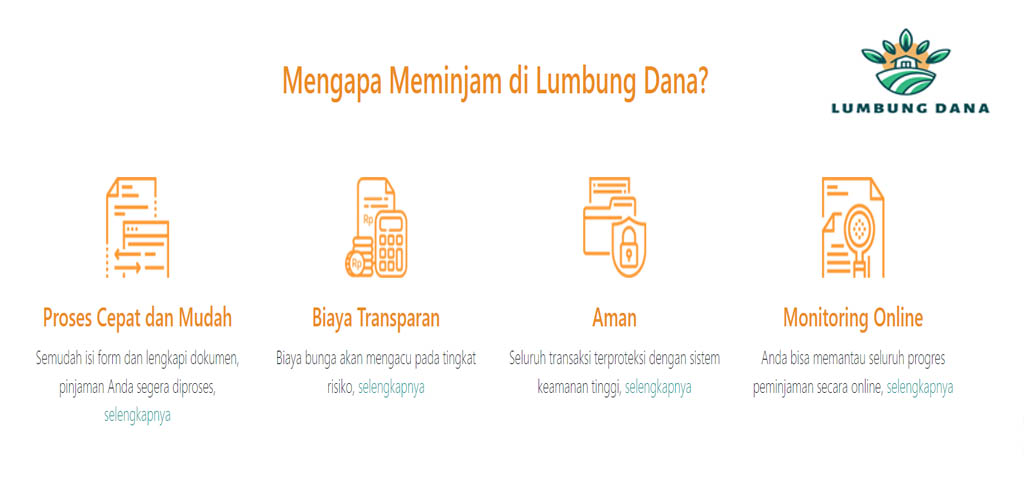 Mengapa Meminjam di Lumbung Dana?
LUMBUNG DANA
Rp
Rp
Proses Cepat dan Mudah
Semudah isi form dan lengkapi dokumen,
pinjaman Anda segera diproses,
selengkapnya
Biaya Transparan
Biaya bunga akan mengacu pada tingkat
risiko, selengkapnya
Aman
Seluruh transaksi terproteksi dengan sistem
keamanan tinggi, selengkapnya
Monitoring Online
Anda bisa memantau seluruh progres
peminjaman secara online, selengkapnya